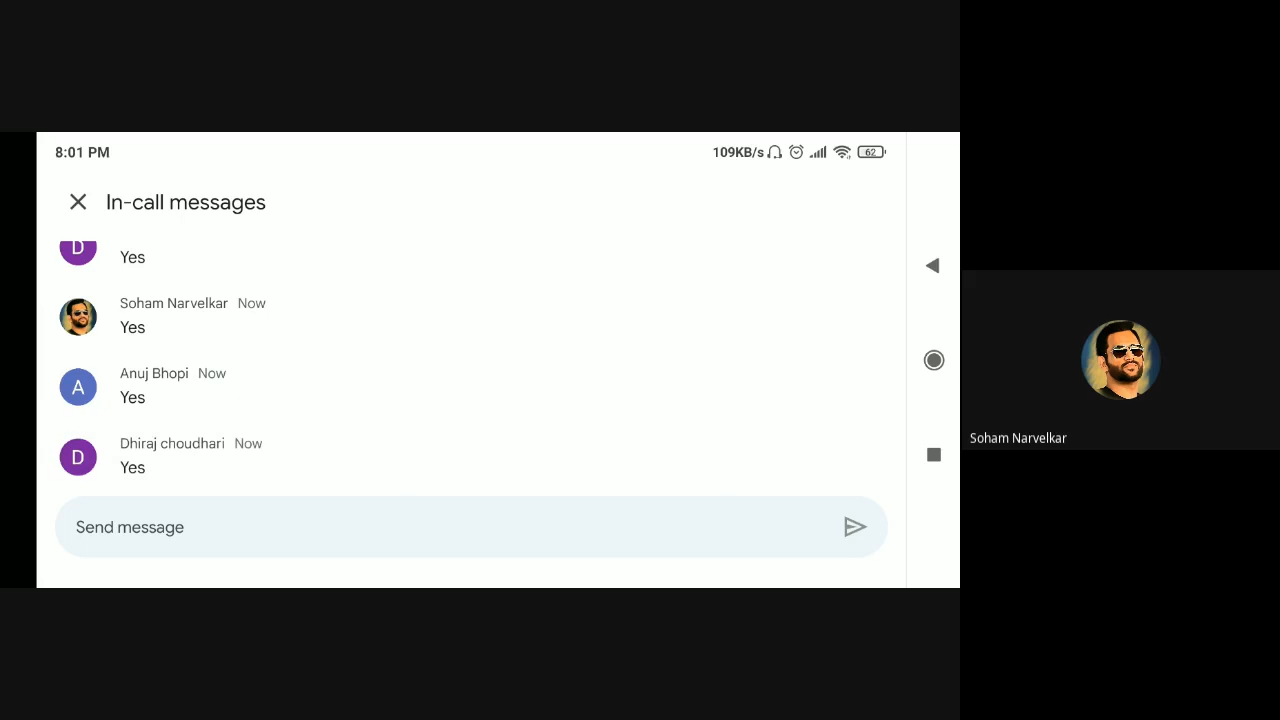 8:01 PM
109KB/s
62
In-call messages
D
Yes
Soham Narvelkar Now
Yes
A
Anuj Bhopi Now
Yes
D
Dhiraj choudhari Now
Yes
Send message
Soham Narvelkar